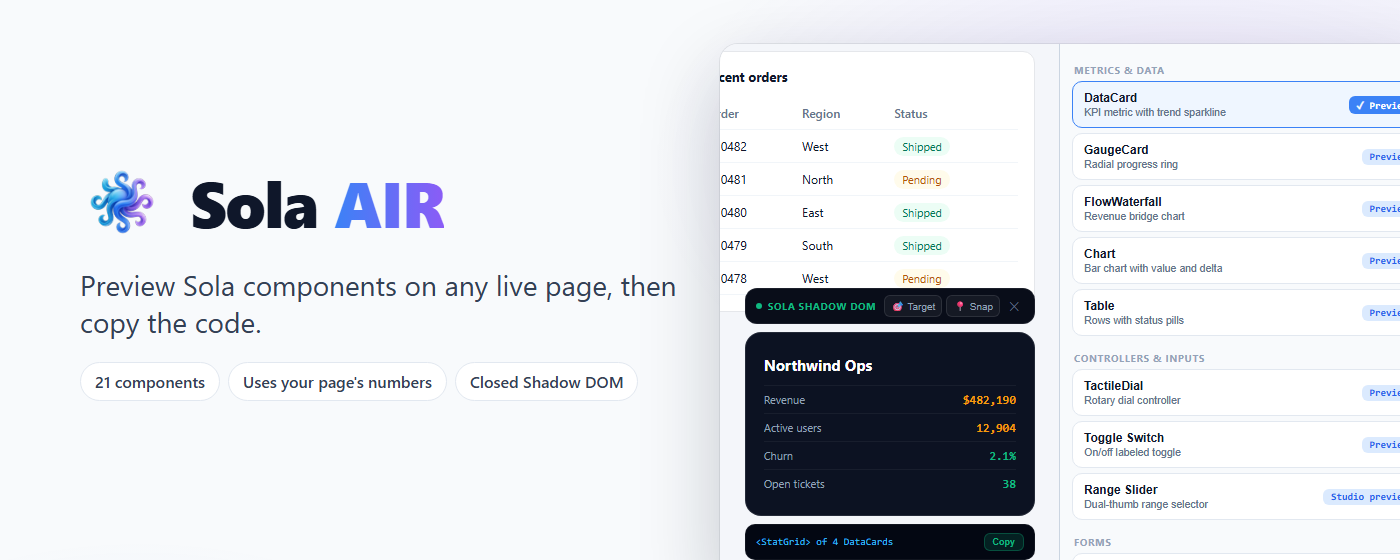 Sola AIR
Preview Sola components on any live page, then
copy the code.
21 components
Uses your page's numbers
Closed Shadow DOM
cent orders
der Region Status
0482 West Shipped
0481 North Pending
0480 East Shipped
0479 South Shipped
0478 West Pending
SOLA SHADOW DOM Target Snap
Northwind Ops
Revenue $482,190
Active users 12,904
Churn 2.1%
Open tickets 38
<StatGrid> of 4 DataCards Copy
METRICS & DATA
DataCard
KPI metric with trend sparkline
✓ Previe
GaugeCard
Radial progress ring
Previe
FlowWaterfall
Revenue bridge chart
Previe
Chart
Bar chart with value and delta
Previe
Table
Rows with status pills
Previe
CONTROLLERS & INPUTS
TactileDial
Rotary dial controller
Previe
Toggle Switch
On/off labeled toggle
Previe
Range Slider
Dual-thumb range selector
Studio previe
FORMS